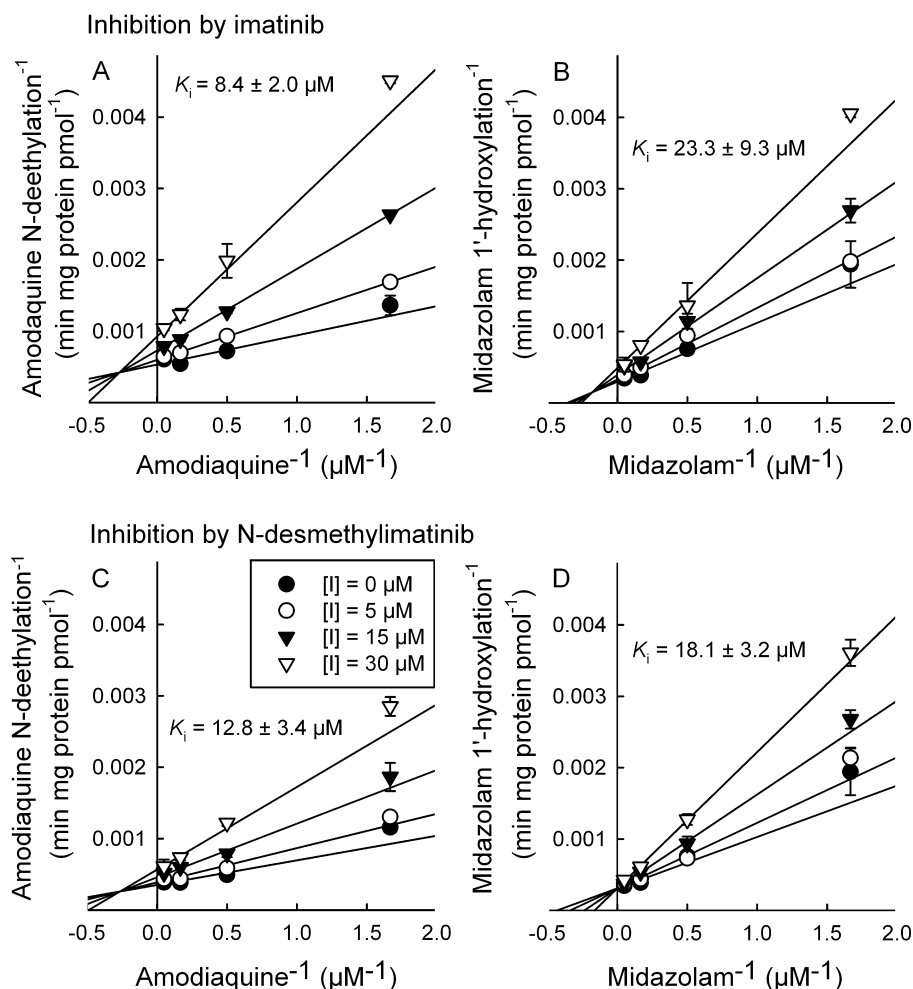 Inhibition by imatinib
A
Kᵢ = 8.4 ± 2.0 µM
Amodaquine N-deethylation⁻¹
(min mg protein pmol⁻¹)
0.004
0.003
0.002
0.001
-0.5 0.0 0.5 1.0 1.5 2.0
Amodiaquine⁻¹ (µM⁻¹)
B
Kᵢ = 23.3 ± 9.3 µM
Midazolam 1'-hydroxylation⁻¹
(min mg protein pmol⁻¹)
0.004
0.003
0.002
0.001
-0.5 0.0 0.5 1.0 1.5 2.0
Midazolam⁻¹ (µM⁻¹)
Inhibition by N-desmethylimatinib
C
[I] = 0 µM
[I] = 5 µM
[I] = 15 µM
[I] = 30 µM
Kᵢ = 12.8 ± 3.4 µM
Amodiaquine N-deethylation⁻¹
(min mg protein pmol⁻¹)
0.004
0.003
0.002
0.001
-0.5 0.0 0.5 1.0 1.5 2.0
Amodiaquine⁻¹ (µM⁻¹)
D
Kᵢ = 18.1 ± 3.2 µM
Midazolam 1'-hydroxylation⁻¹
(min mg protein pmol⁻¹)
0.004
0.003
0.002
0.001
-0.5 0.0 0.5 1.0 1.5 2.0
Midazolam⁻¹ (µM⁻¹)